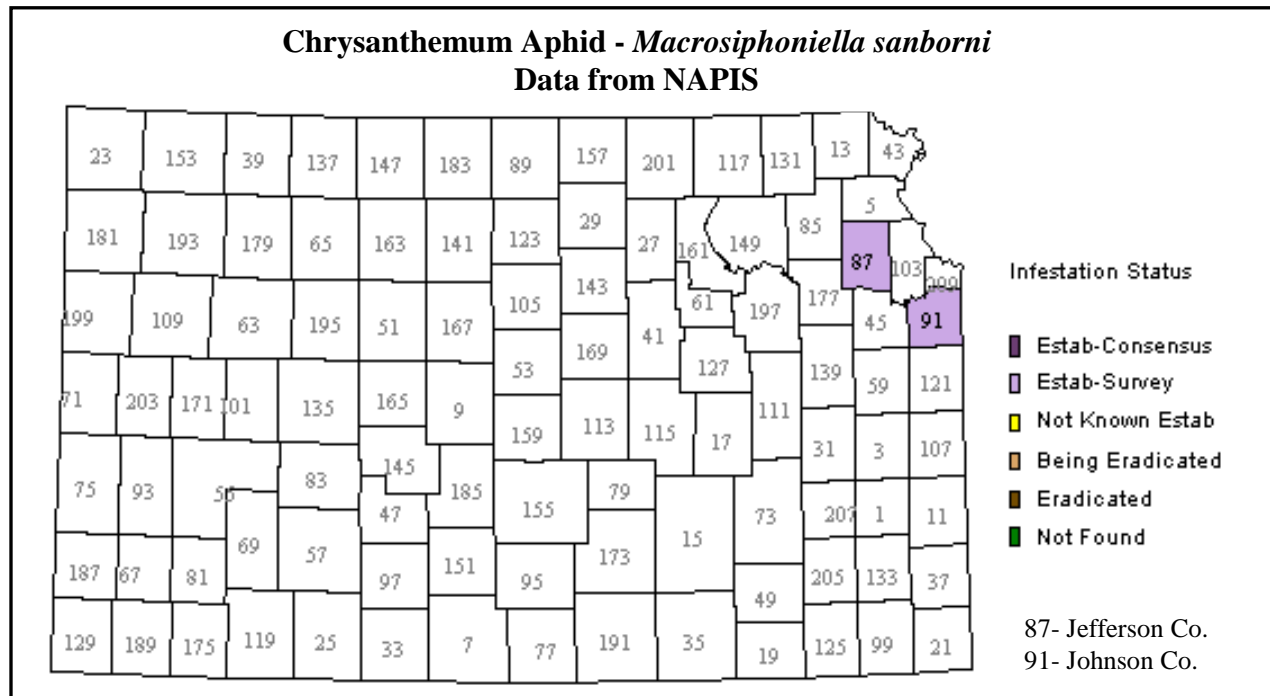 Chrysanthemum Aphid - Macrosiphoniella sanborni
Data from NAPIS
23 153 39 137 147 183 89 157 201 117 131 13 43
181 193 179 65 163 141 123 29 27 161 149 85 5
87 103 209
199 109 63 195 51 167 105 143 41 61 197 177 45 91
71 203 171 101 135 165 9 53 169 127 139 59 121
159 113 115 17 111 31 3 107
75 93 55 83 145 185 155 79 73 207 1 11
47 15
69 57 151 173
187 67 81 97 95 49 205 133 37
129 189 175 119 25 33 7 77 191 35 19 125 99 21
Infestation Status
Estab-Consensus
Estab-Survey
Not Known Estab
Being Eradicated
Eradicated
Not Found
87- Jefferson Co.
91- Johnson Co.